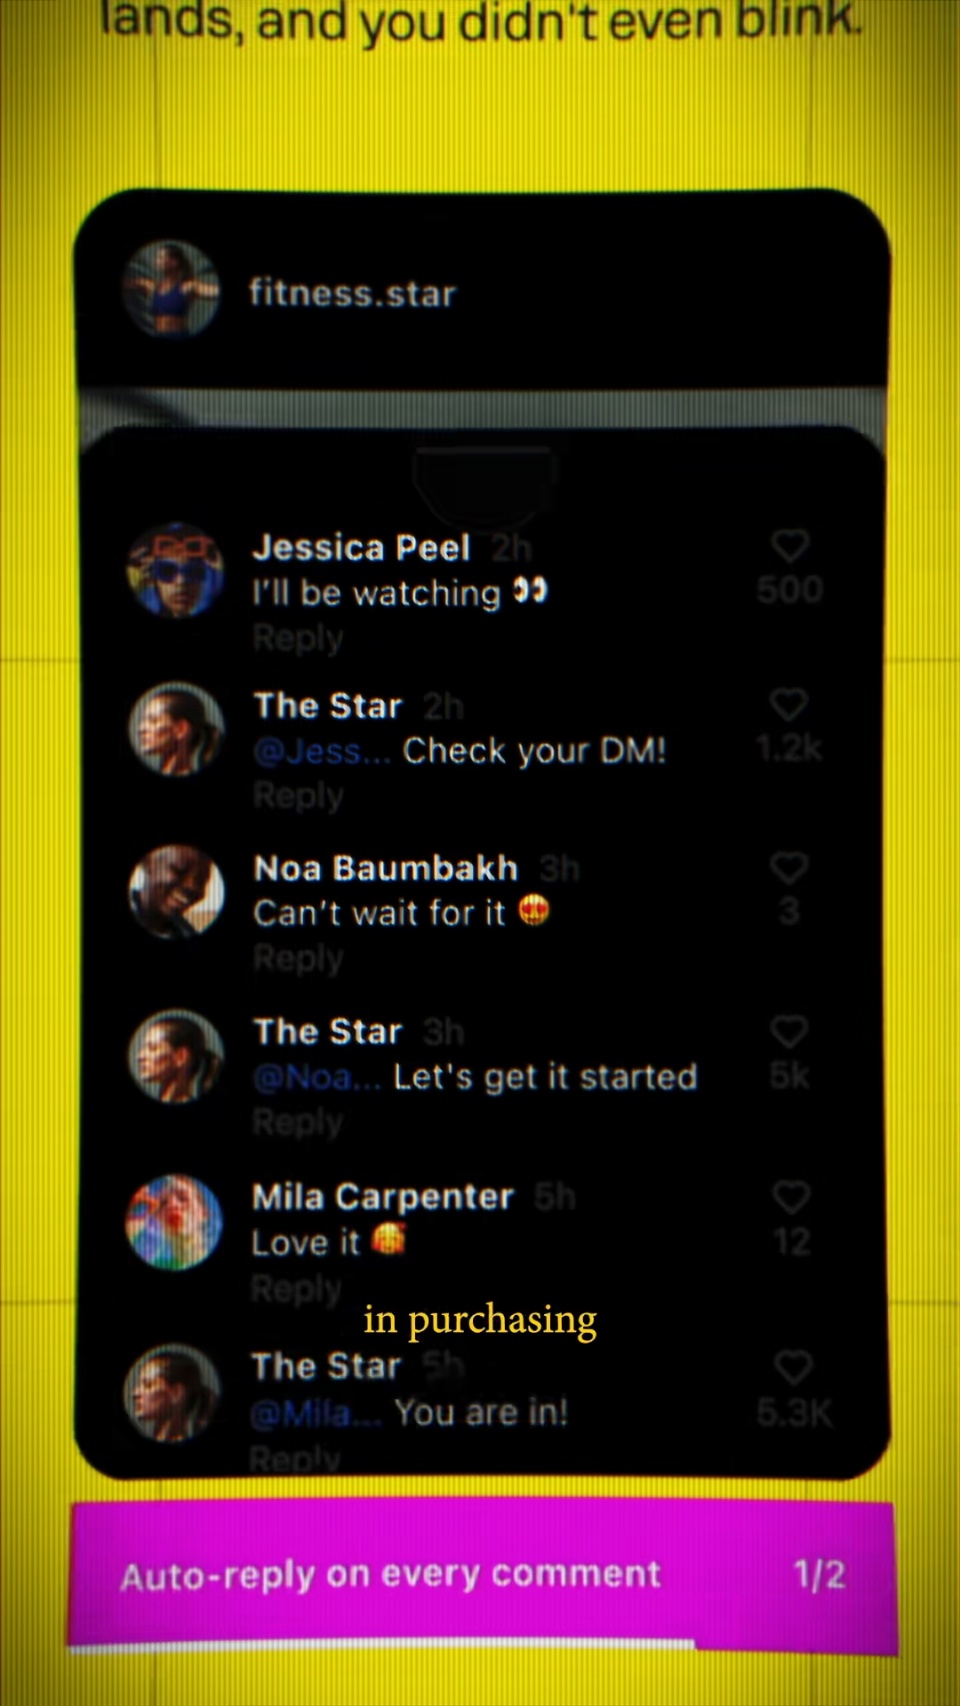 lands, and you didn't even blink.
fitness.star
Jessica Peel 2h
I'll be watching 👀
500
Reply
The Star 2h
@Jess... Check your DM!
1.2k
Reply
Noa Baumbakh 3h
Can't wait for it 😍
3
Reply
The Star 3h
@Noa... Let's get it started
5k
Reply
Mila Carpenter 5h
Love it 🥰
12
Reply
in purchasing
The Star 5h
@Mila... You are in!
5.3K
Reply
Auto-reply on every comment 1/2